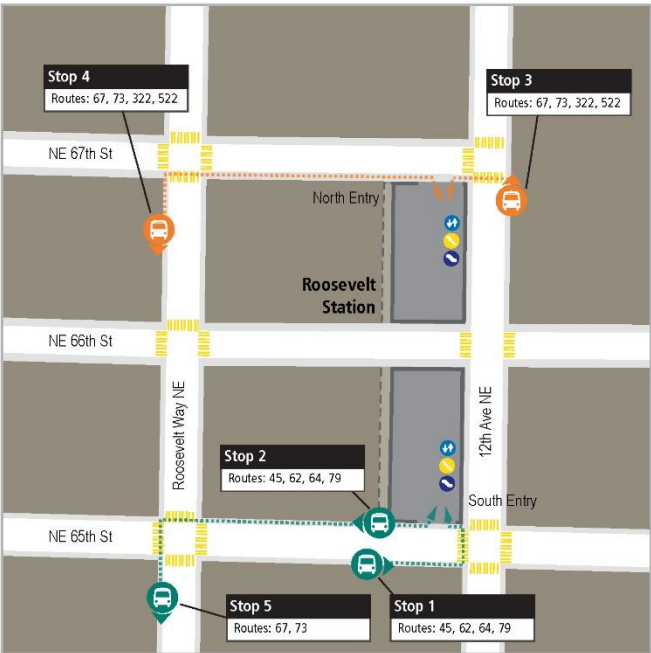 Stop 4
Routes: 67, 73, 322, 522
Stop 3
Routes: 67, 73, 322, 522
NE 67th St
North Entry
Roosevelt
Station
NE 66th St
Roosevelt Way NE
12th Ave NE
Stop 2
Routes: 45, 62, 64, 79
South Entry
NE 65th St
Stop 5
Routes: 67, 73
Stop 1
Routes: 45, 62, 64, 79